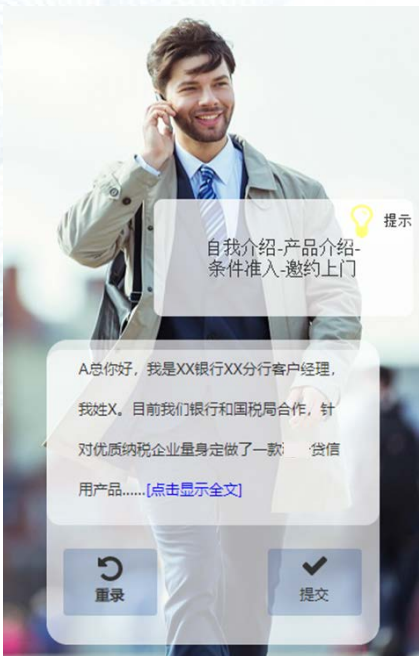 提示
自我介绍-产品介绍-
条件准入-邀约上门
A总你好，我是XX银行XX分行客户经理，
我姓X。目前我们银行和国税局合作，针
对优质纳税企业量身定做了一款 贷信
用产品......[点击显示全文]
重录
提交